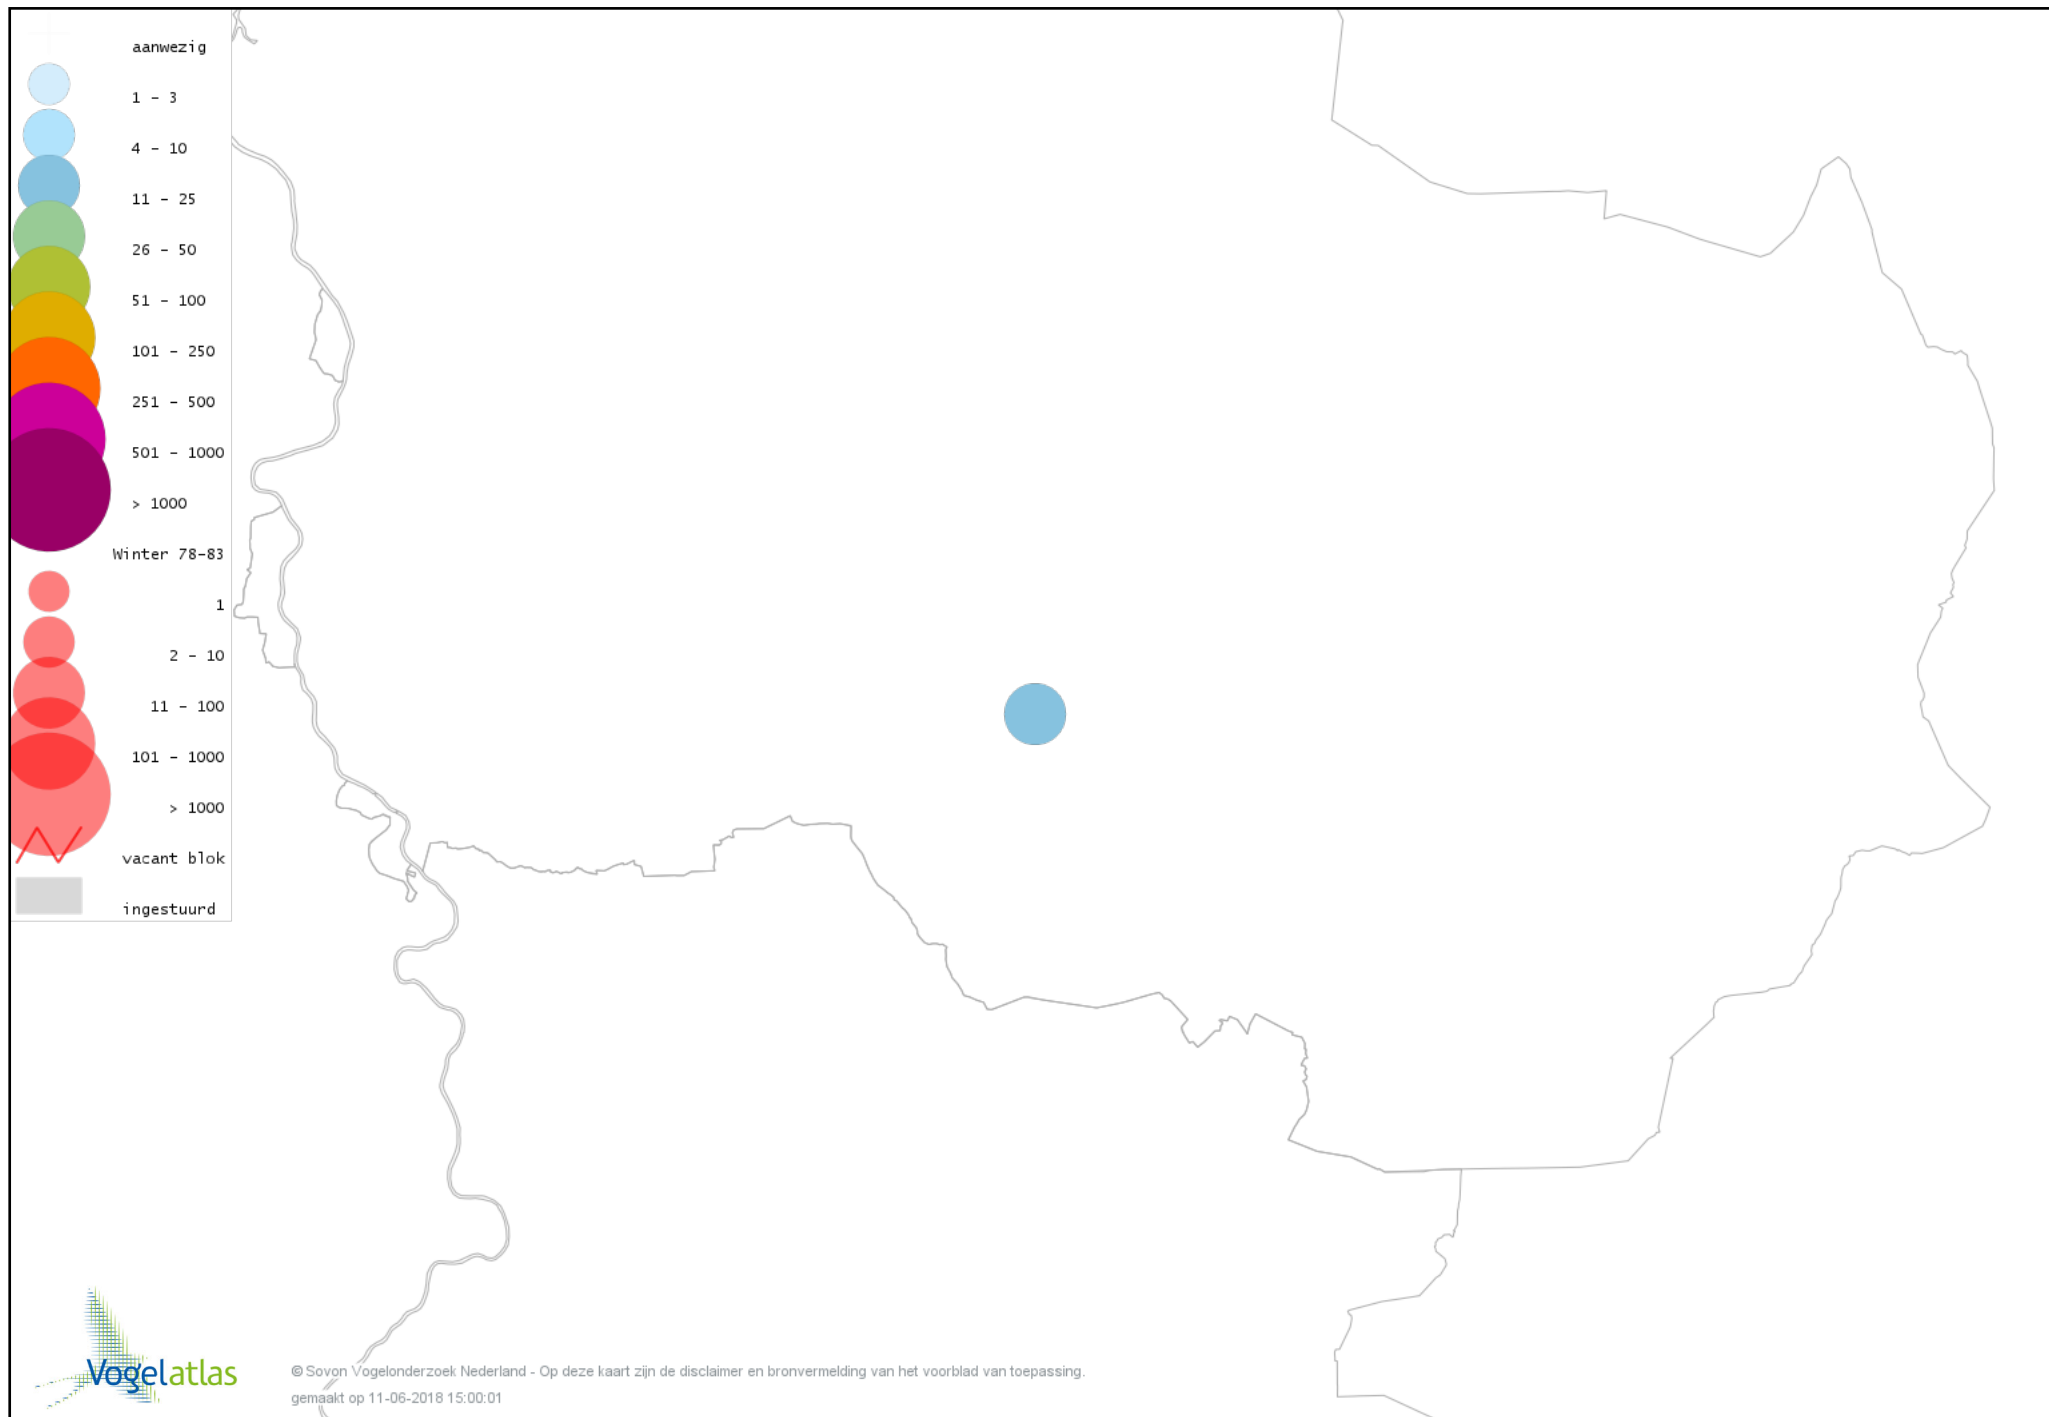 aanwezig
1 - 3
4 - 10
11 - 25
26 - 50
51 - 100
101 - 250
251 - 500
501 - 1000
> 1000
Winter 78-83
1
2 - 10
11 - 100
101 - 1000
> 1000
vacant blok
ingestuurd
Vogelatlas
© Sovon Vogelonderzoek Nederland - Op deze kaart zijn de disclaimer en bronvermelding van het voorblad van toepassing.
gemaakt op 11-06-2018 15:00:01